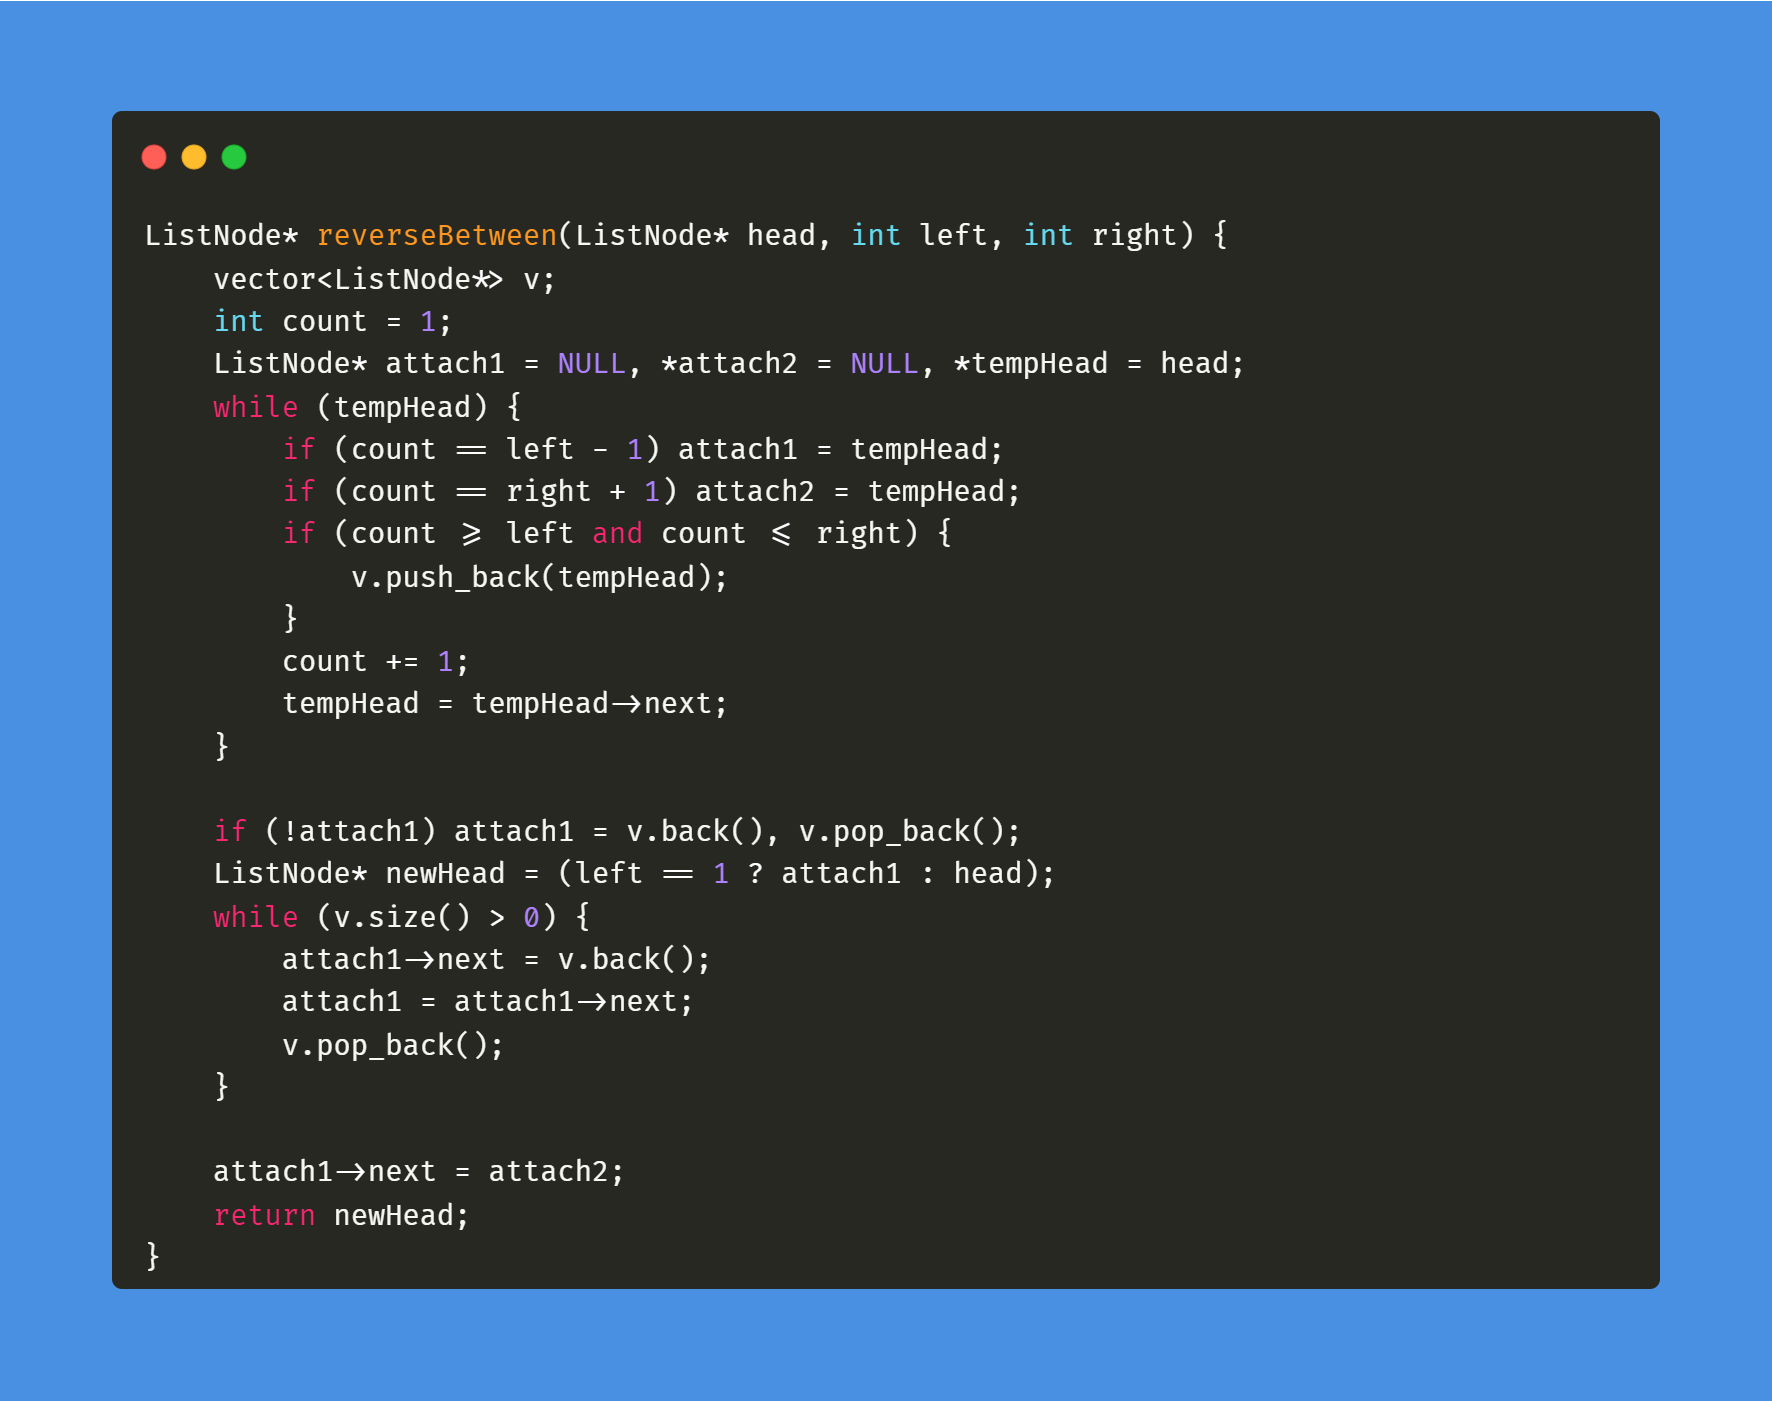 ListNode* reverseBetween(ListNode* head, int left, int right) {
    vector<ListNode*> v;
    int count = 1;
    ListNode* attach1 = NULL, *attach2 = NULL, *tempHead = head;
    while (tempHead) {
        if (count == left - 1) attach1 = tempHead;
        if (count == right + 1) attach2 = tempHead;
        if (count >= left and count <= right) {
            v.push_back(tempHead);
        }
        count += 1;
        tempHead = tempHead->next;
    }

    if (!attach1) attach1 = v.back(), v.pop_back();
    ListNode* newHead = (left == 1 ? attach1 : head);
    while (v.size() > 0) {
        attach1->next = v.back();
        attach1 = attach1->next;
        v.pop_back();
    }

    attach1->next = attach2;
    return newHead;
}